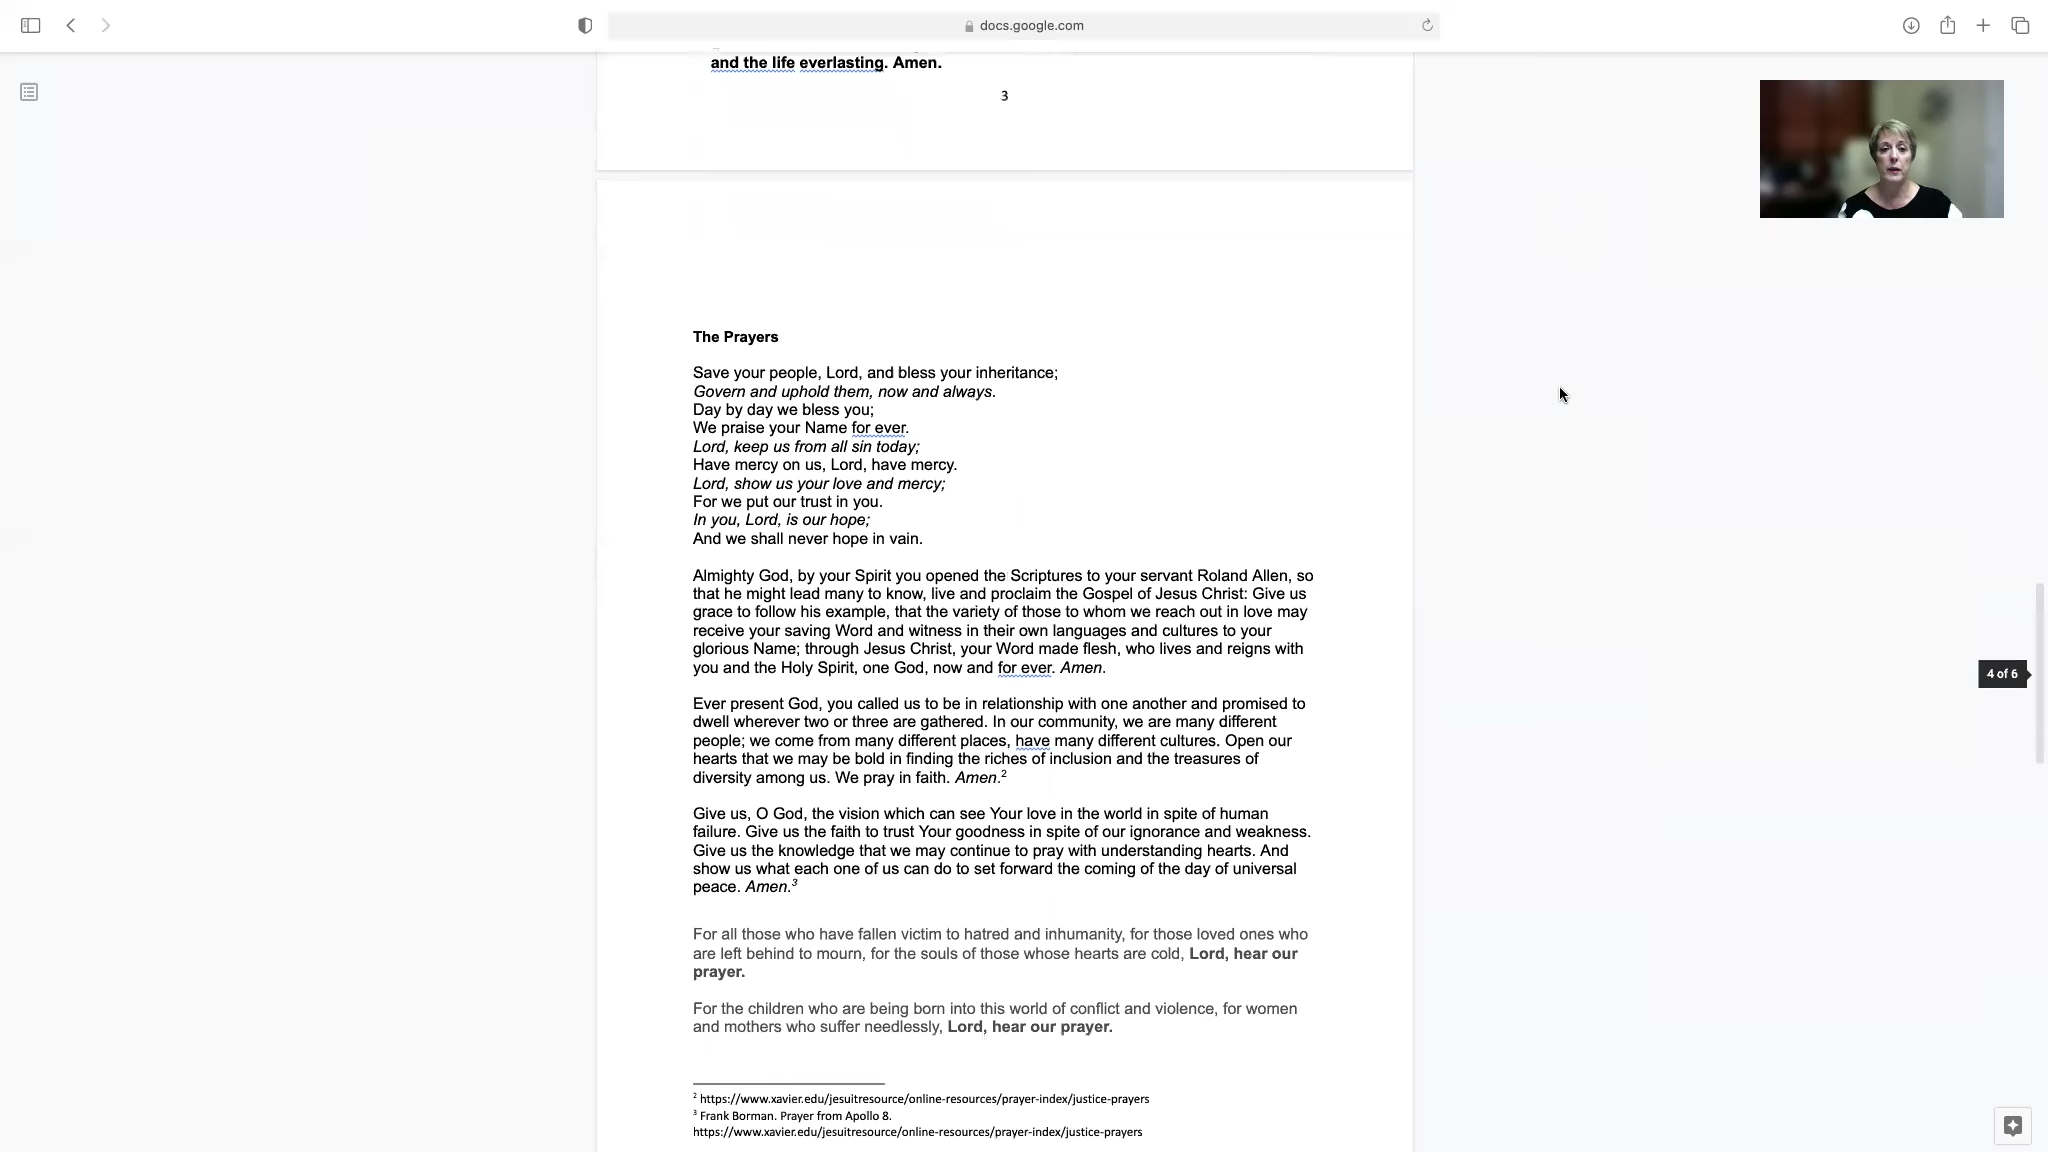 docs.google.com
and the life everlasting. Amen.
3
The Prayers
Save your people, Lord, and bless your inheritance;
Govern and uphold them, now and always.
Day by day we bless you;
We praise your Name for ever.
Lord, keep us from all sin today;
Have mercy on us, Lord, have mercy.
Lord, show us your love and mercy;
For we put our trust in you.
In you, Lord, is our hope;
And we shall never hope in vain.
Almighty God, by your Spirit you opened the Scriptures to your servant Roland Allen, so
that he might lead many to know, live and proclaim the Gospel of Jesus Christ: Give us
grace to follow his example, that the variety of those to whom we reach out in love may
receive your saving Word and witness in their own languages and cultures to your
glorious Name; through Jesus Christ, your Word made flesh, who lives and reigns with
you and the Holy Spirit, one God, now and for ever. Amen.
4 of 6
Ever present God, you called us to be in relationship with one another and promised to
dwell wherever two or three are gathered. In our community, we are many different
people; we come from many different places, have many different cultures. Open our
hearts that we may be bold in finding the riches of inclusion and the treasures of
diversity among us. We pray in faith. Amen.2
Give us, O God, the vision which can see Your love in the world in spite of human
failure. Give us the faith to trust Your goodness in spite of our ignorance and weakness.
Give us the knowledge that we may continue to pray with understanding hearts. And
show us what each one of us can do to set forward the coming of the day of universal
peace. Amen.3
For all those who have fallen victim to hatred and inhumanity, for those loved ones who
are left behind to mourn, for the souls of those whose hearts are cold, Lord, hear our
prayer.
For the children who are being born into this world of conflict and violence, for women
and mothers who suffer needlessly, Lord, hear our prayer.
2 https://www.xavier.edu/jesuitresource/online-resources/prayer-index/justice-prayers
3 Frank Borman. Prayer from Apollo 8.
https://www.xavier.edu/jesuitresource/online-resources/prayer-index/justice-prayers